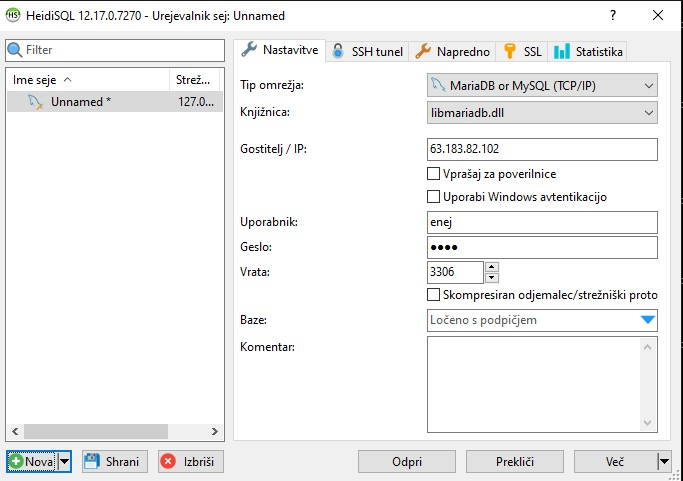 HeidiSQL 12.17.0.7270 - Urejevalnik sej: Unnamed
Filter
Ime seje Strež...
Unnamed * 127.0...
Nastavitve SSH tunel Napredno SSL Statistika
Tip omrežja: MariaDB or MySQL (TCP/IP)
Knjižnica: libmariadb.dll
Gostitelj / IP: 63.183.82.102
Vprašaj za poverilnice
Uporabi Windows avtentikacijo
Uporabnik: enej
Geslo: ●●●●
Vrata: 3306
Skompresiran odjemalec/strežniški proto
Baze: Ločeno s podpičjem
Komentar:
Nova Shrani Izbriši Odpri Prekliči Več